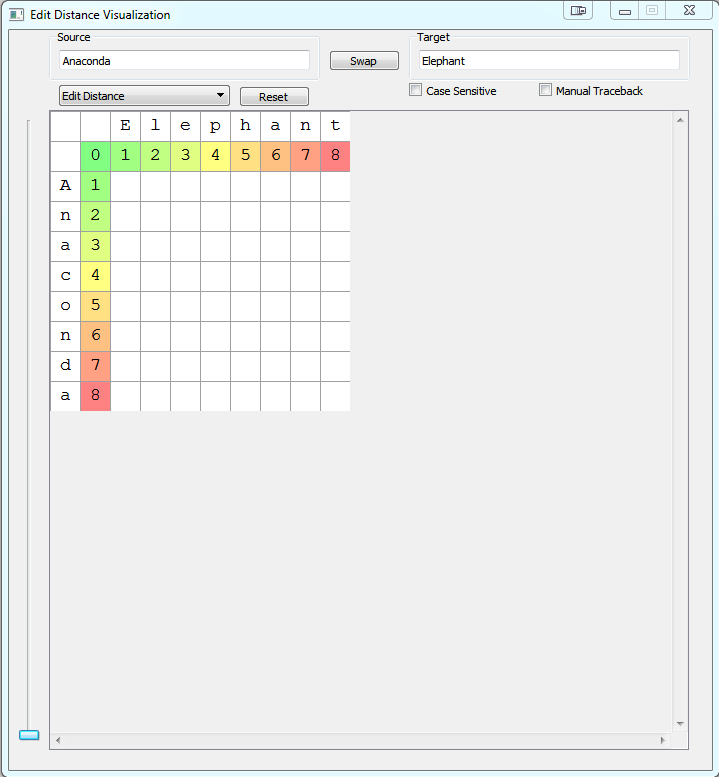 Edit Distance Visualization
Source
Target
Anaconda
Swap
Elephant
Edit Distance
Reset
Case Sensitive
Manual Traceback
E l e p h a n t
0 1 2 3 4 5 6 7 8
A 1
n 2
a 3
c 4
o 5
n 6
d 7
a 8